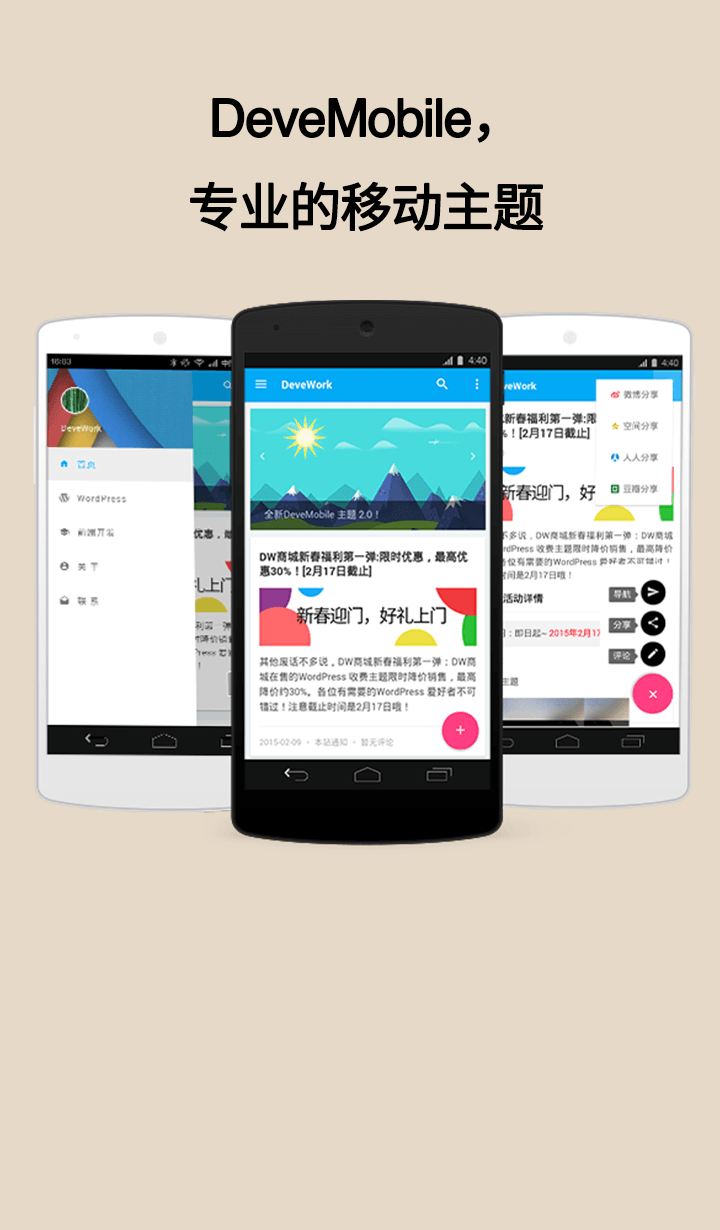 DeveMobile，
专业的移动主题
16:03
DeveWork
首页
WordPress
前端开发
关于
联系
优惠，最
礼上门
4:40
DeveWork
全新DeveMobile 主题 2.0！
DW商城新春福利第一弹:限时优惠，最高优
惠30%！[2月17日截止]
新春迎门，好礼上门
其他废话不多说，DW商城新春福利第一弹：DW商
城在售的WordPress 收费主题限时降价销售，最高
降价约30%。各位有需要的WordPress 爱好者不可
错过！注意截止时间是2月17日哦！
2015-02-09 • 本站通知 • 暂无评论
4:40
veWork
微博分享
空间分享
人人分享
豆瓣分享
新春福利第一弹:限
！[2月17日截止]
新春迎门，好
不多说，DW商城新春福利第一弹：DW商
rdPress 收费主题限时降价销售，最高降价
各位有需要的WordPress 爱好者不可错过！
时间是2月17日哦！
活动详情
：即日起~ 2015年2月17
导航
分享
评论
主题